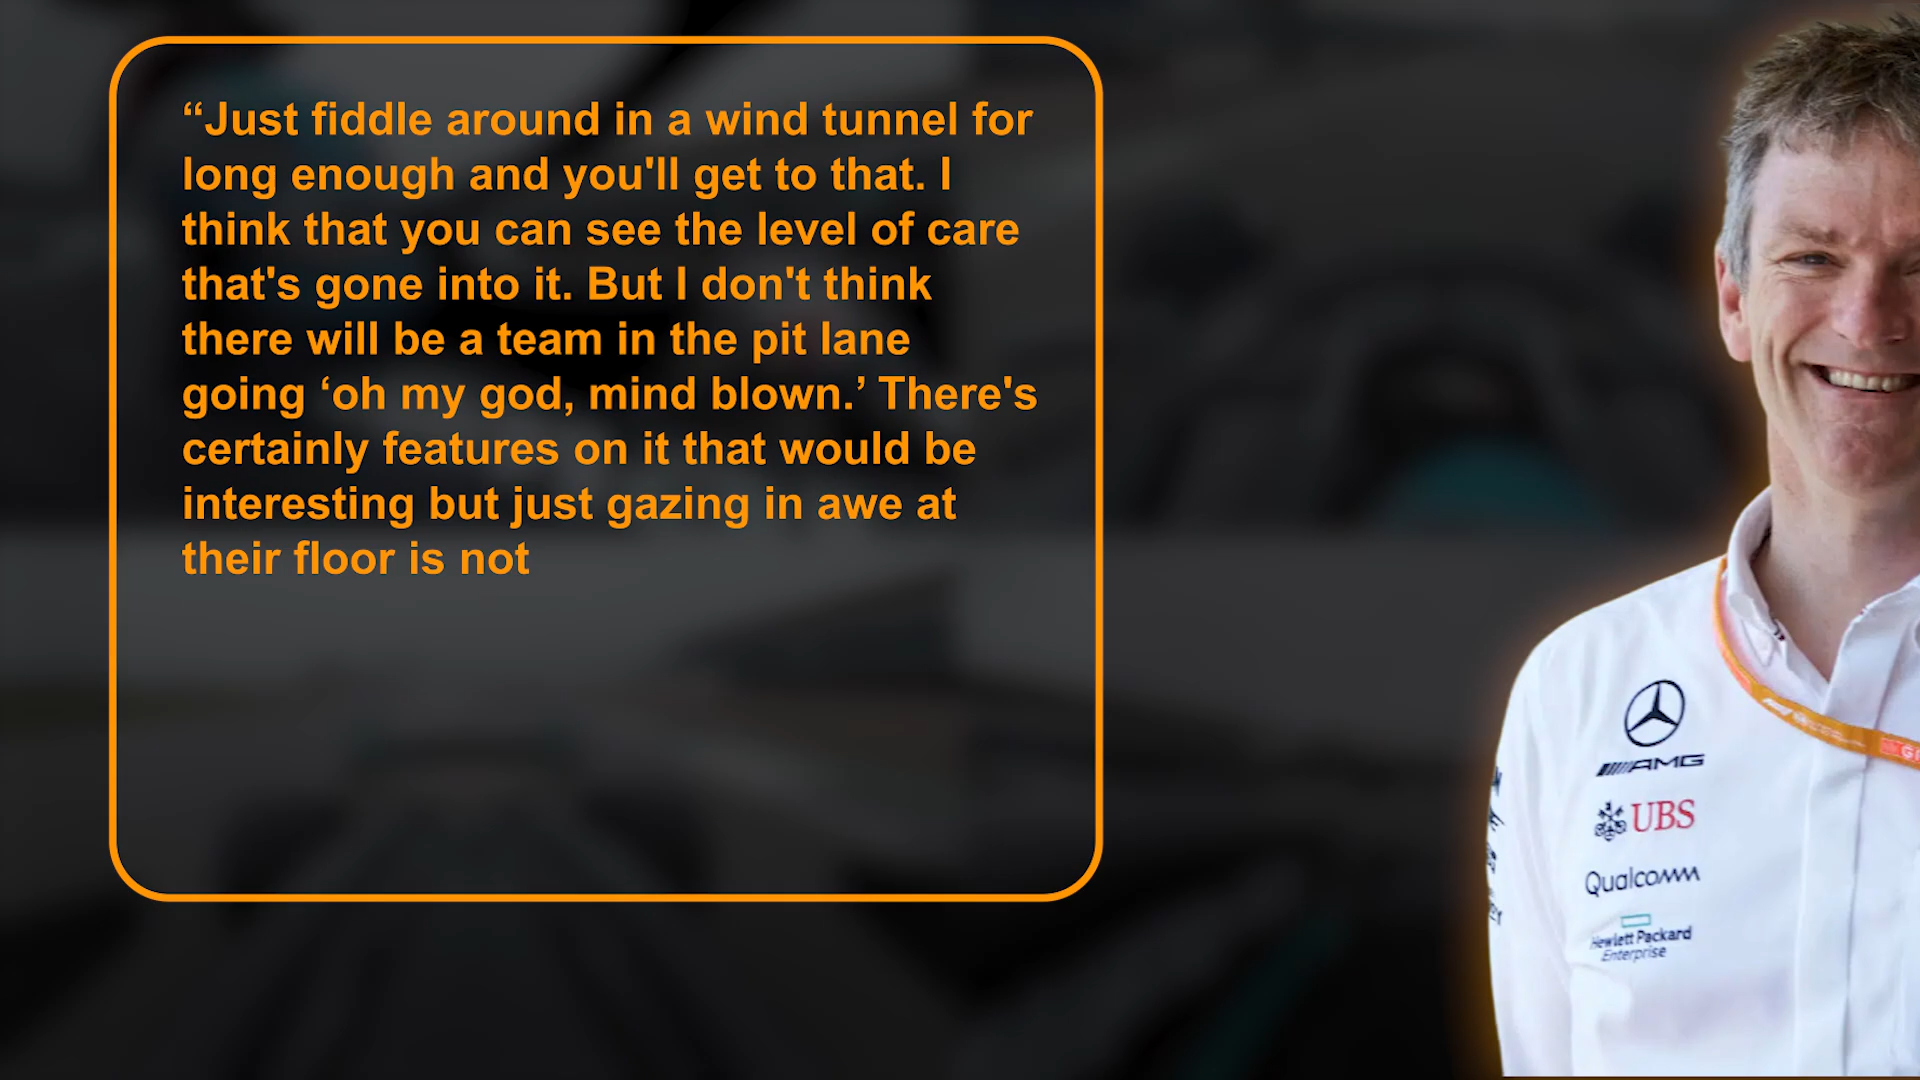 “Just fiddle around in a wind tunnel for
long enough and you'll get to that. I
think that you can see the level of care
that's gone into it. But I don't think
there will be a team in the pit lane
going ‘oh my god, mind blown.’ There's
certainly features on it that would be
interesting but just gazing in awe at
their floor is not
AMG
UBS
Qualcomm
Hewlett Packard
Enterprise